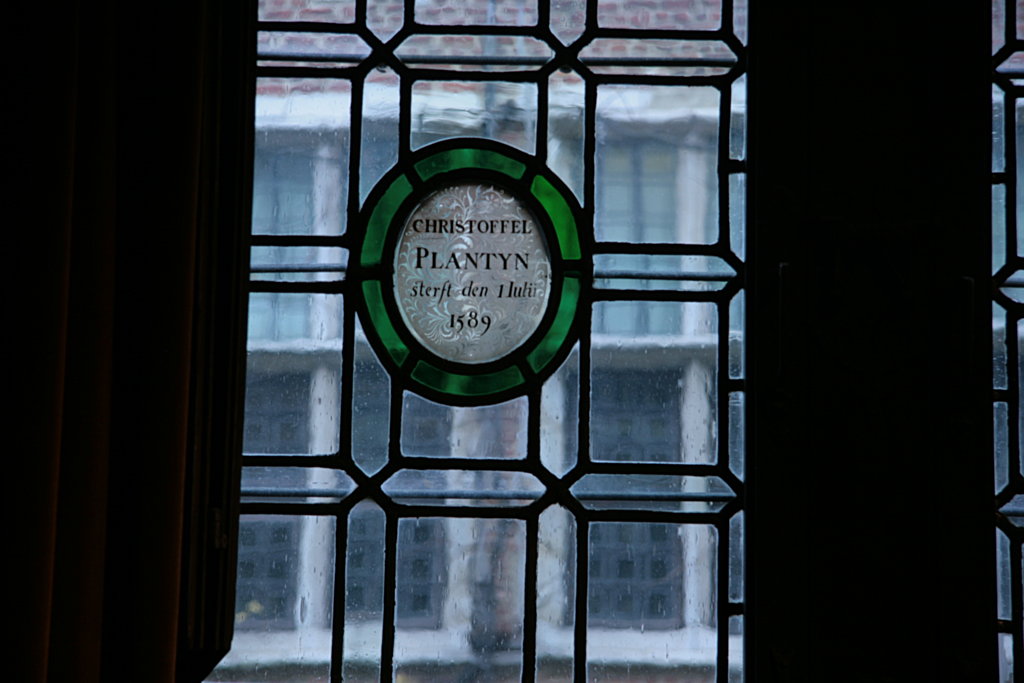 CHRISTOFFEL
PLANTYN
sterft den 1 Iulii
1589